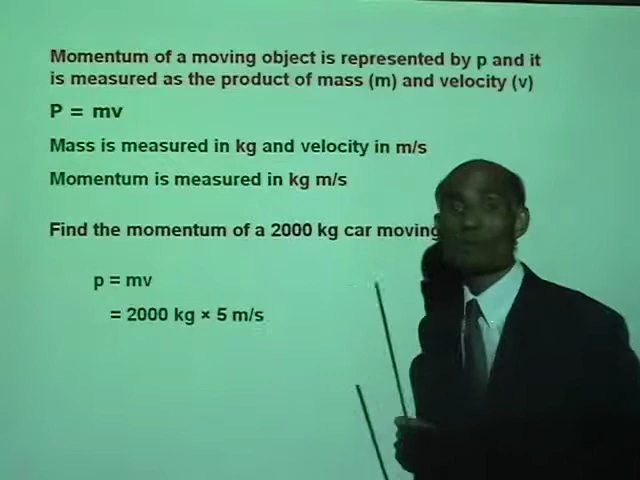 Momentum of a moving object is represented by p and it
is measured as the product of mass (m) and velocity (v)
P = mv
Mass is measured in kg and velocity in m/s
Momentum is measured in kg m/s
Find the momentum of a 2000 kg car moving
p = mv
= 2000 kg × 5 m/s